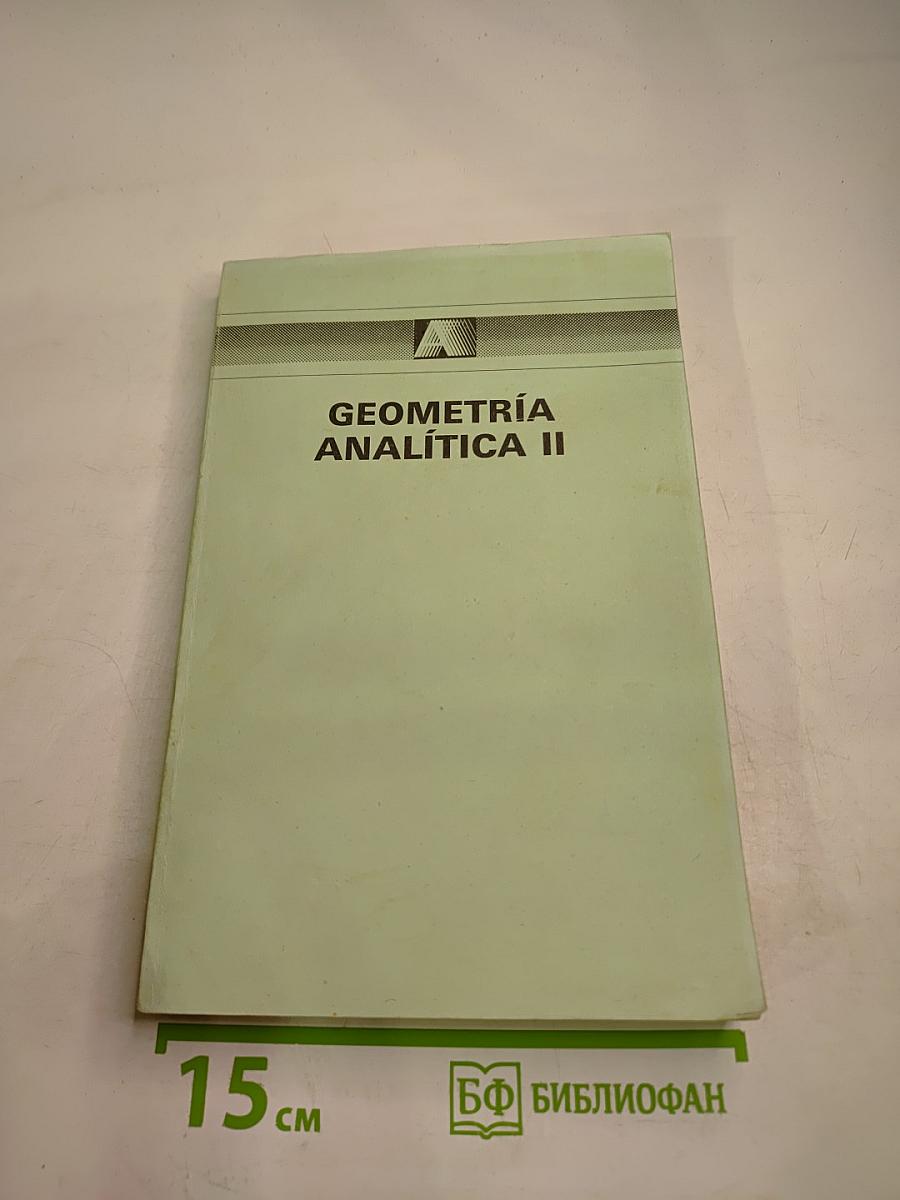 A
GEOMETRÍA
ANALÍTICA II
15 см
БФ БИБЛИОФАН